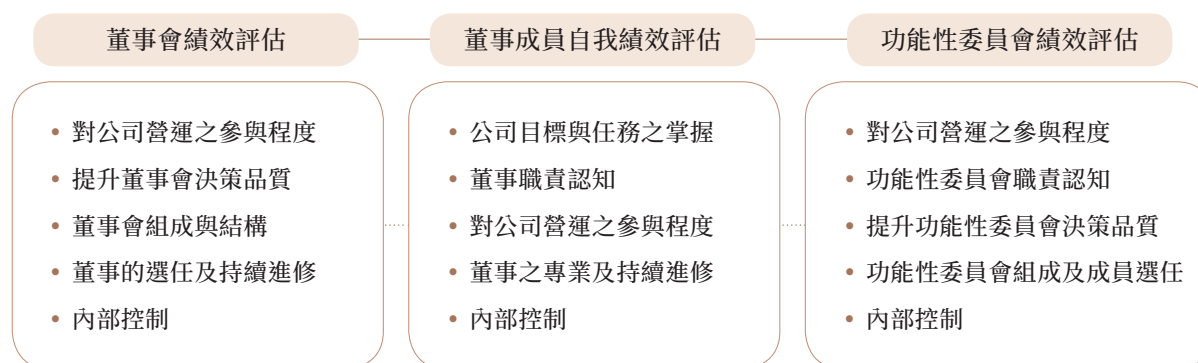 董事會績效評估
對公司營運之參與程度
提升董事會決策品質
董事會組成與結構
董事的選任及持續進修
內部控制
董事成員自我績效評估
公司目標與任務之掌握
董事職責認知
對公司營運之參與程度
董事之專業及持續進修
內部控制
功能性委員會績效評估
對公司營運之參與程度
功能性委員會職責認知
提升功能性委員會決策品質
功能性委員會組成及成員選任
內部控制